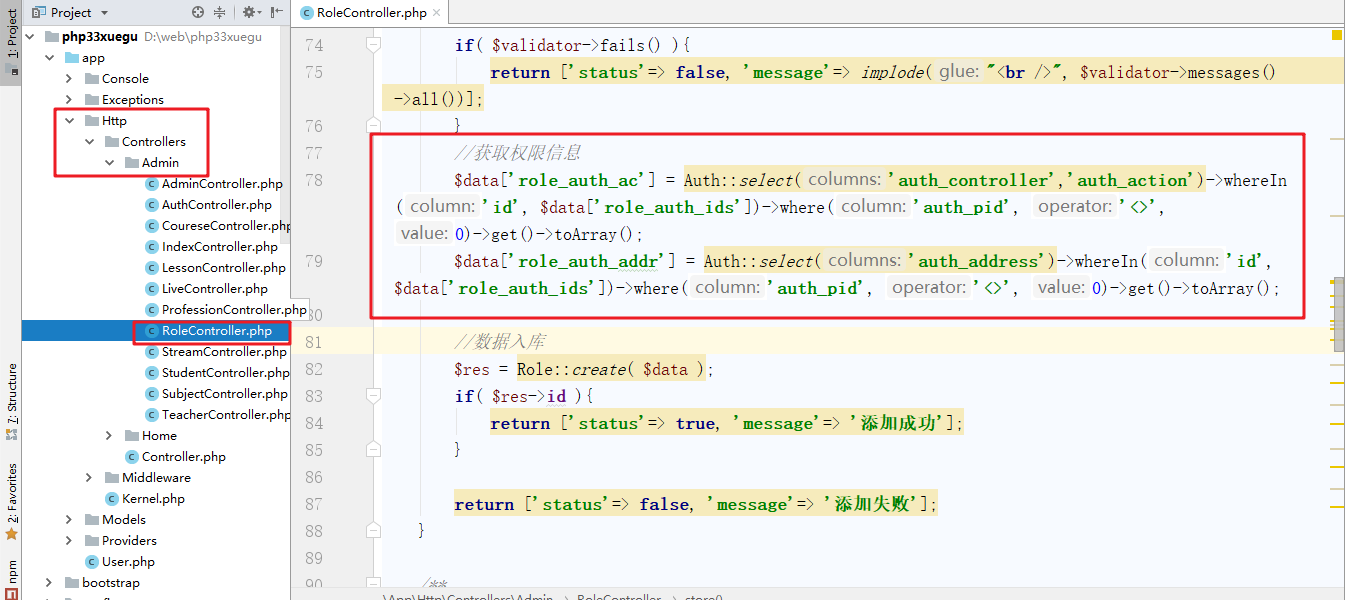 Project
RoleController.php
1: Project
7: Structure
2: Favorites
npm
php33xuegu D:\web\php33xuegu
app
Console
Exceptions
Http
Controllers
Admin
AdminController.php
AuthController.php
CoureseController.php
IndexController.php
LessonController.php
LiveController.php
ProfessionController.php
RoleController.php
StreamController.php
StudentController.php
SubjectController.php
TeacherController.php
Home
Controller.php
Middleware
Kernel.php
Models
Providers
User.php
bootstrap
74 if( $validator->fails() ){
75 return ['status'=> false, 'message'=> implode( glue: "<br />", $validator->messages()
->all())];
76 }
77 //获取权限信息
78 $data['role_auth_ac'] = Auth::select( columns: 'auth_controller','auth_action')->whereIn
( column: 'id', $data['role_auth_ids'])->where( column: 'auth_pid', operator: '<>',
value: 0)->get()->toArray();
79 $data['role_auth_addr'] = Auth::select( columns: 'auth_address')->whereIn( column: 'id',
$data['role_auth_ids'])->where( column: 'auth_pid', operator: '<>', value: 0)->get()->toArray();
80
81 //数据入库
82 $res = Role::create( $data );
83 if( $res->id ){
84 return ['status'=> true, 'message'=> '添加成功'];
85 }
86
87 return ['status'=> false, 'message'=> '添加失败'];
88 }
89
90 /**
\App\Http\Controllers\Admin > RoleController > store()